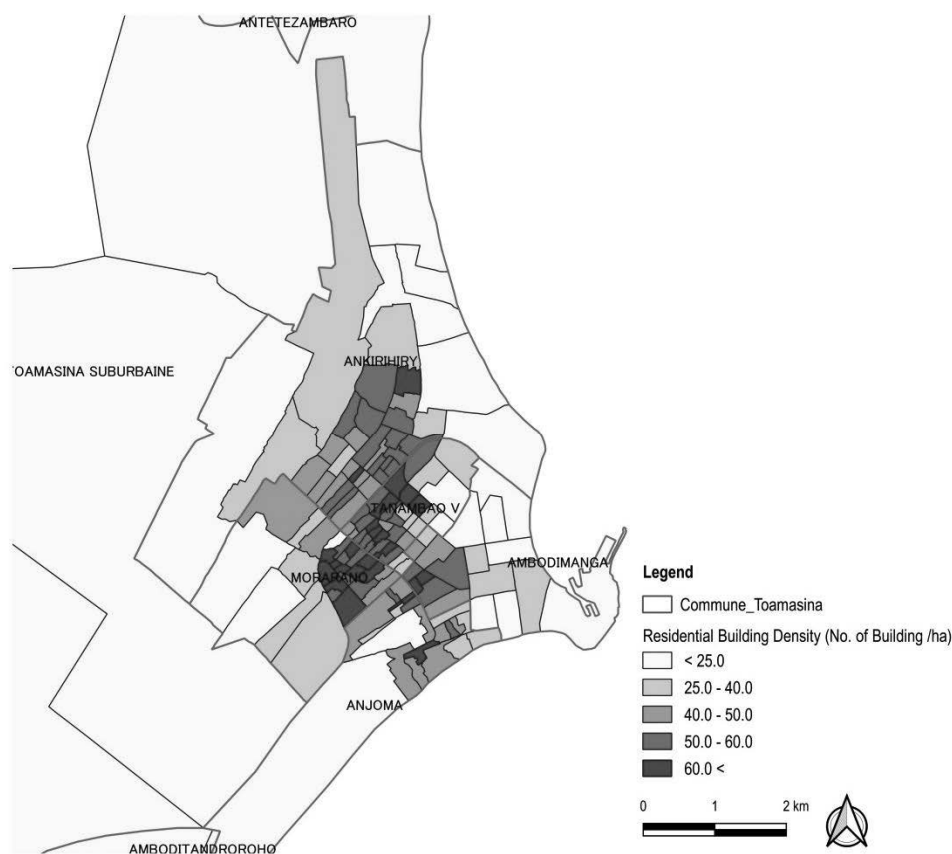 ANTETEZAMBARO
ANKIRIHIRY
OAMASINA SUBURBAINE
TANAMBAO V
AMBODIMANGA
MORARANO
ANJOMA
AMBODITANDROROHO
Legend
Commune_Toamasina
Residential Building Density (No. of Building /ha)
< 25.0
25.0 - 40.0
40.0 - 50.0
50.0 - 60.0
60.0 <
0 1 2 km